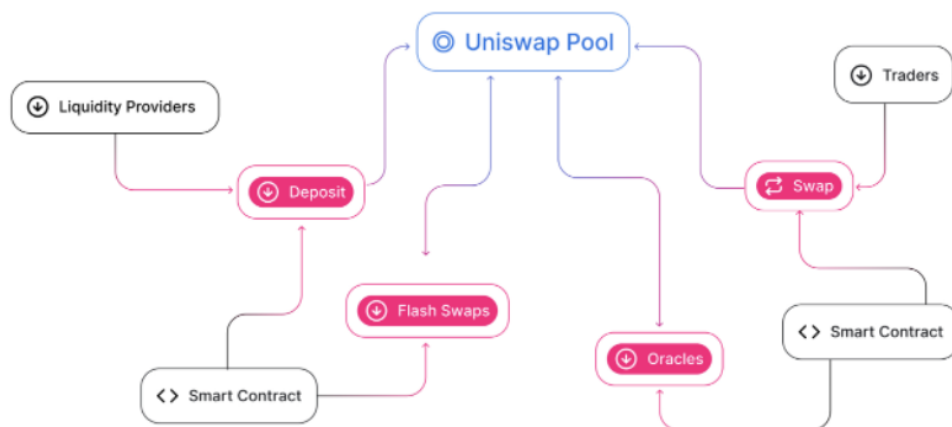 Uniswap Pool
Traders
Liquidity Providers
Deposit
Swap
Flash Swaps
Smart Contract
Oracles
Smart Contract